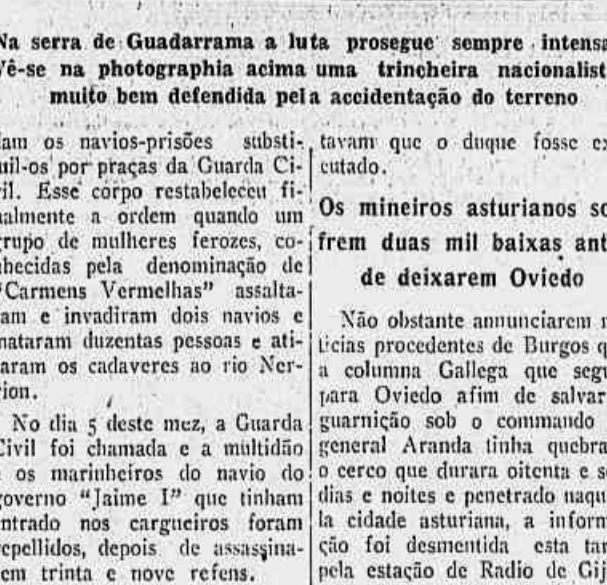 Na serra de Guadarrama a luta prosegue sempre intensa
Vê-se na photographia acima uma trincheira nacionalist
muito bem defendida pela accidentação do terreno
dam os navios-prisões substi-
uil-os por praças da Guarda Ci-
vil. Esse corpo restabeleceu fi-
nalmente a ordem quando um
grupo de mulheres ferozes, co-
nhecidas pela denominação de
"Carmens Vermelhas" assalta-
ram e invadiram dois navios e
mataram duzentas pessoas e ati-
raram os cadaveres ao rio Ner-
rion.
No dia 5 deste mez, a Guarda
Civil foi chamada e a multidão
e os marinheiros do navio do
governo "Jaime I" que tinham
entrado nos cargueiros foram
repellidos, depois de assassina-
rem trinta e nove refens.
tavam que o duque fosse ex
cutado.
Os mineiros asturianos so
frem duas mil baixas ant
de deixarem Oviedo
Não obstante annunciarem n
ticias procedentes de Burgos q
a columna Gallega que segu
para Oviedo afim de salvar
guarnição sob o commando
general Aranda tinha quebra
o cerco que durara oitenta e s
dias e noites e penetrado naqu
la cidade asturiana, a inform
ção foi desmentida esta tar
pela estação de Radio de Gi